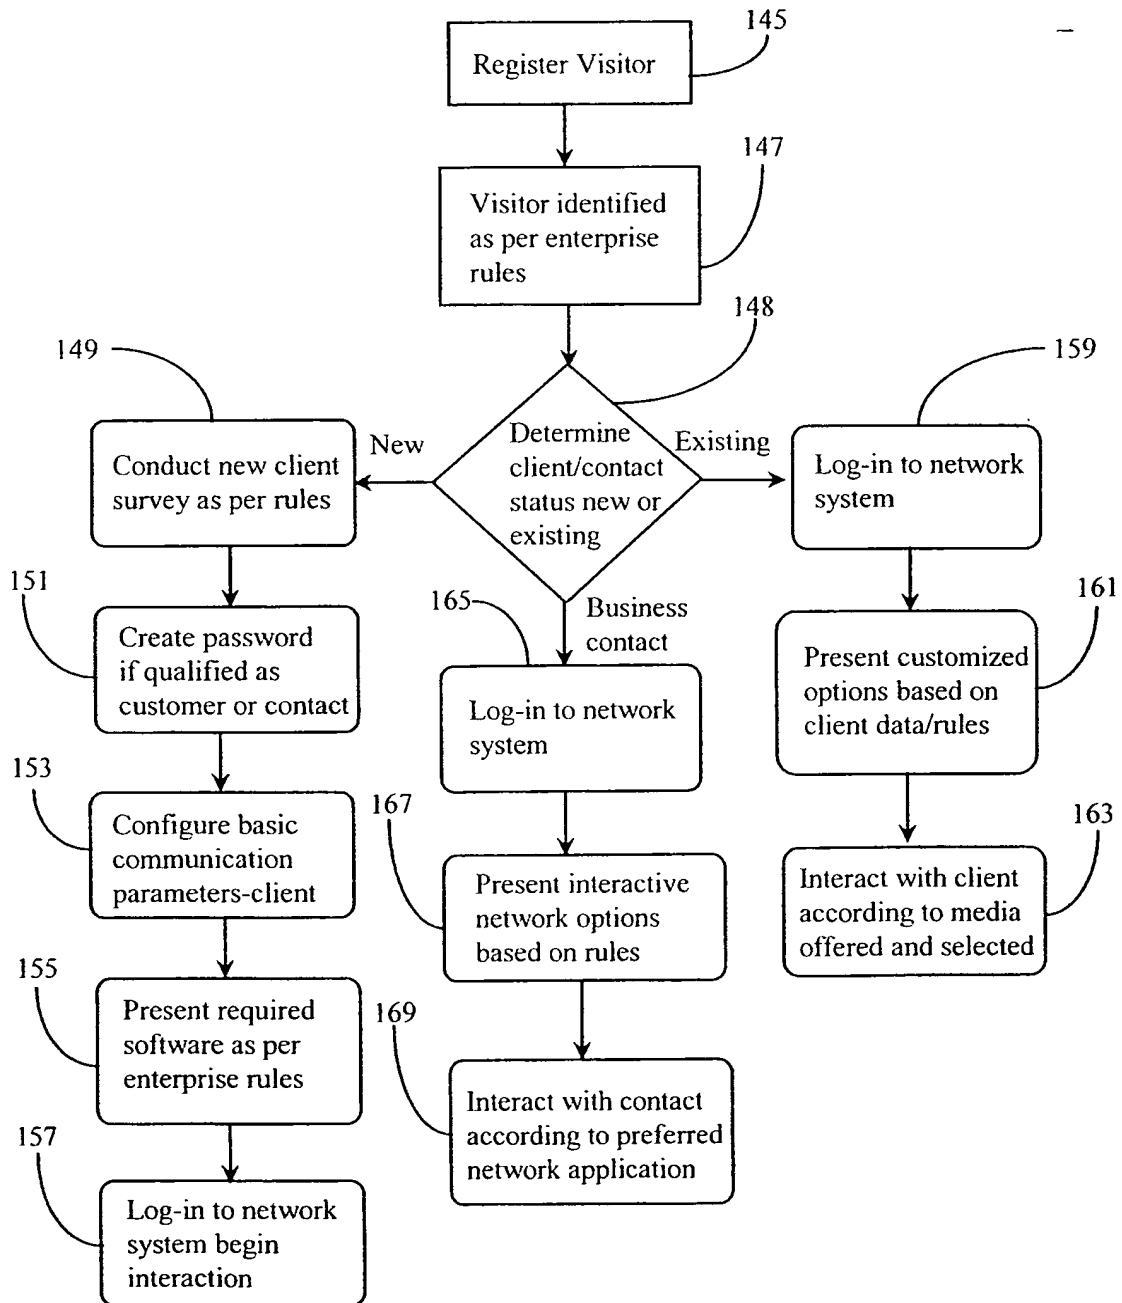 145
Register Visitor
147
Visitor identified
as per enterprise
rules
148
149
159
New
Determine
client/contact
status new or
existing
Existing
Conduct new client
survey as per rules
Log-in to network
system
151
Create password
if qualified as
customer or contact
165
Business
contact
161
Present customized
options based on
client data/rules
Log-in to network
system
153
Configure basic
communication
parameters-client
167
Present interactive
network options
based on rules
163
Interact with client
according to media
offered and selected
155
Present required
software as per
enterprise rules
169
Interact with contact
according to preferred
network application
157
Log-in to network
system begin
interaction